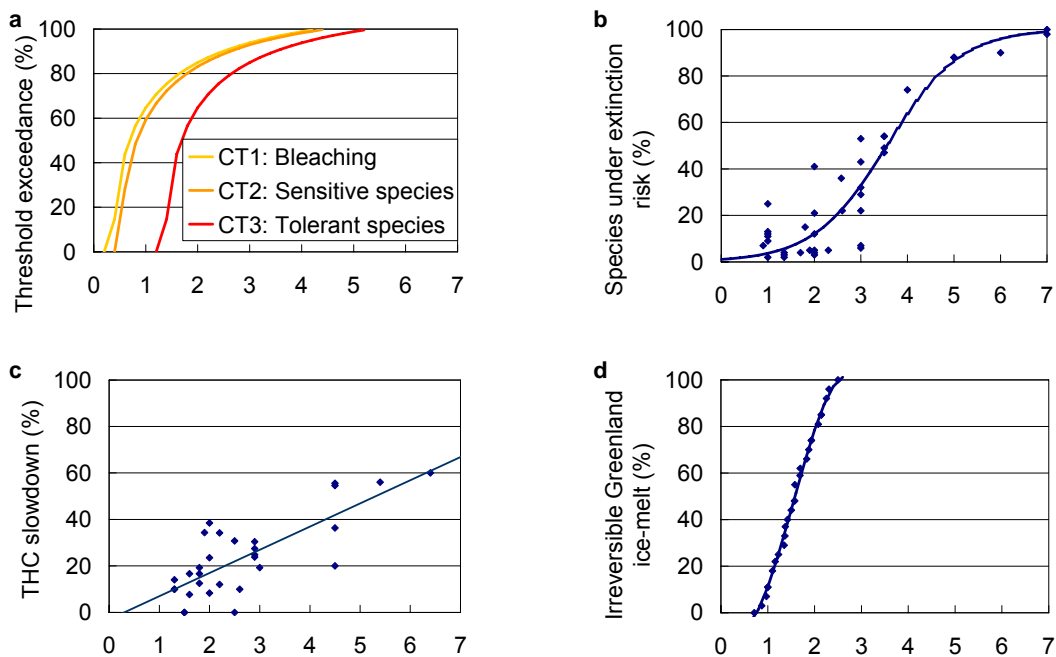 a
Threshold exceedance (%)
100
80
60
40
20
0
0 1 2 3 4 5 6 7
CT1: Bleaching
CT2: Sensitive species
CT3: Tolerant species
b
Species under extinction
risk (%)
100
80
60
40
20
0
0 1 2 3 4 5 6 7
c
THC slowdown (%)
100
80
60
40
20
0
0 1 2 3 4 5 6 7
d
Irreversible Greenland
ice-melt (%)
100
80
60
40
20
0
0 1 2 3 4 5 6 7